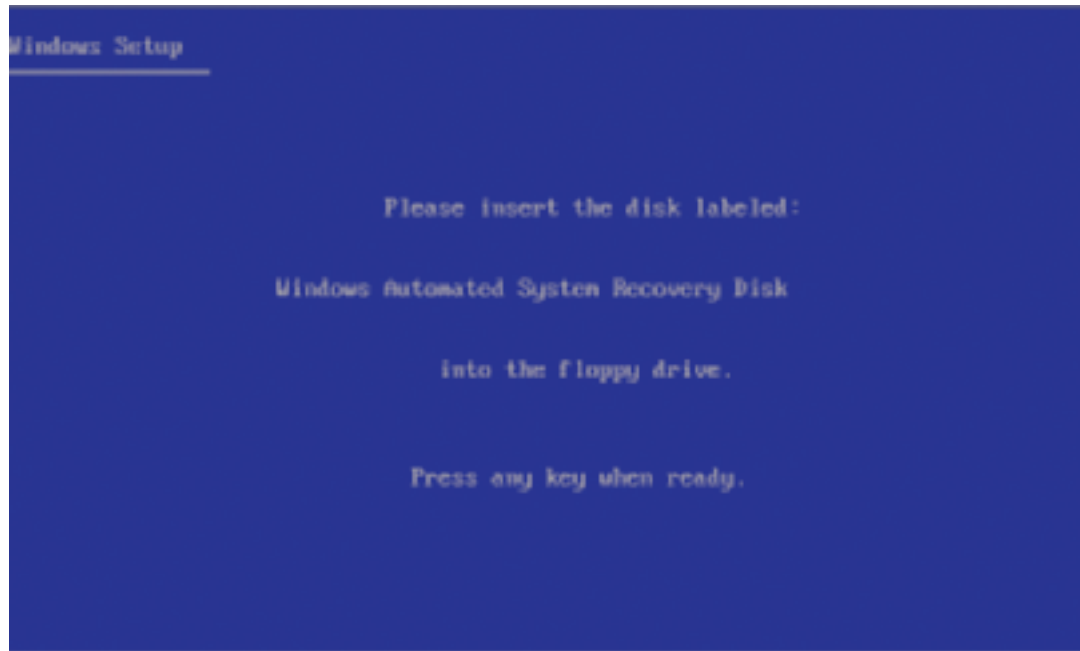 Windows Setup
Please insert the disk labeled:
Windows Automated System Recovery Disk
into the floppy drive.
Press any key when ready.